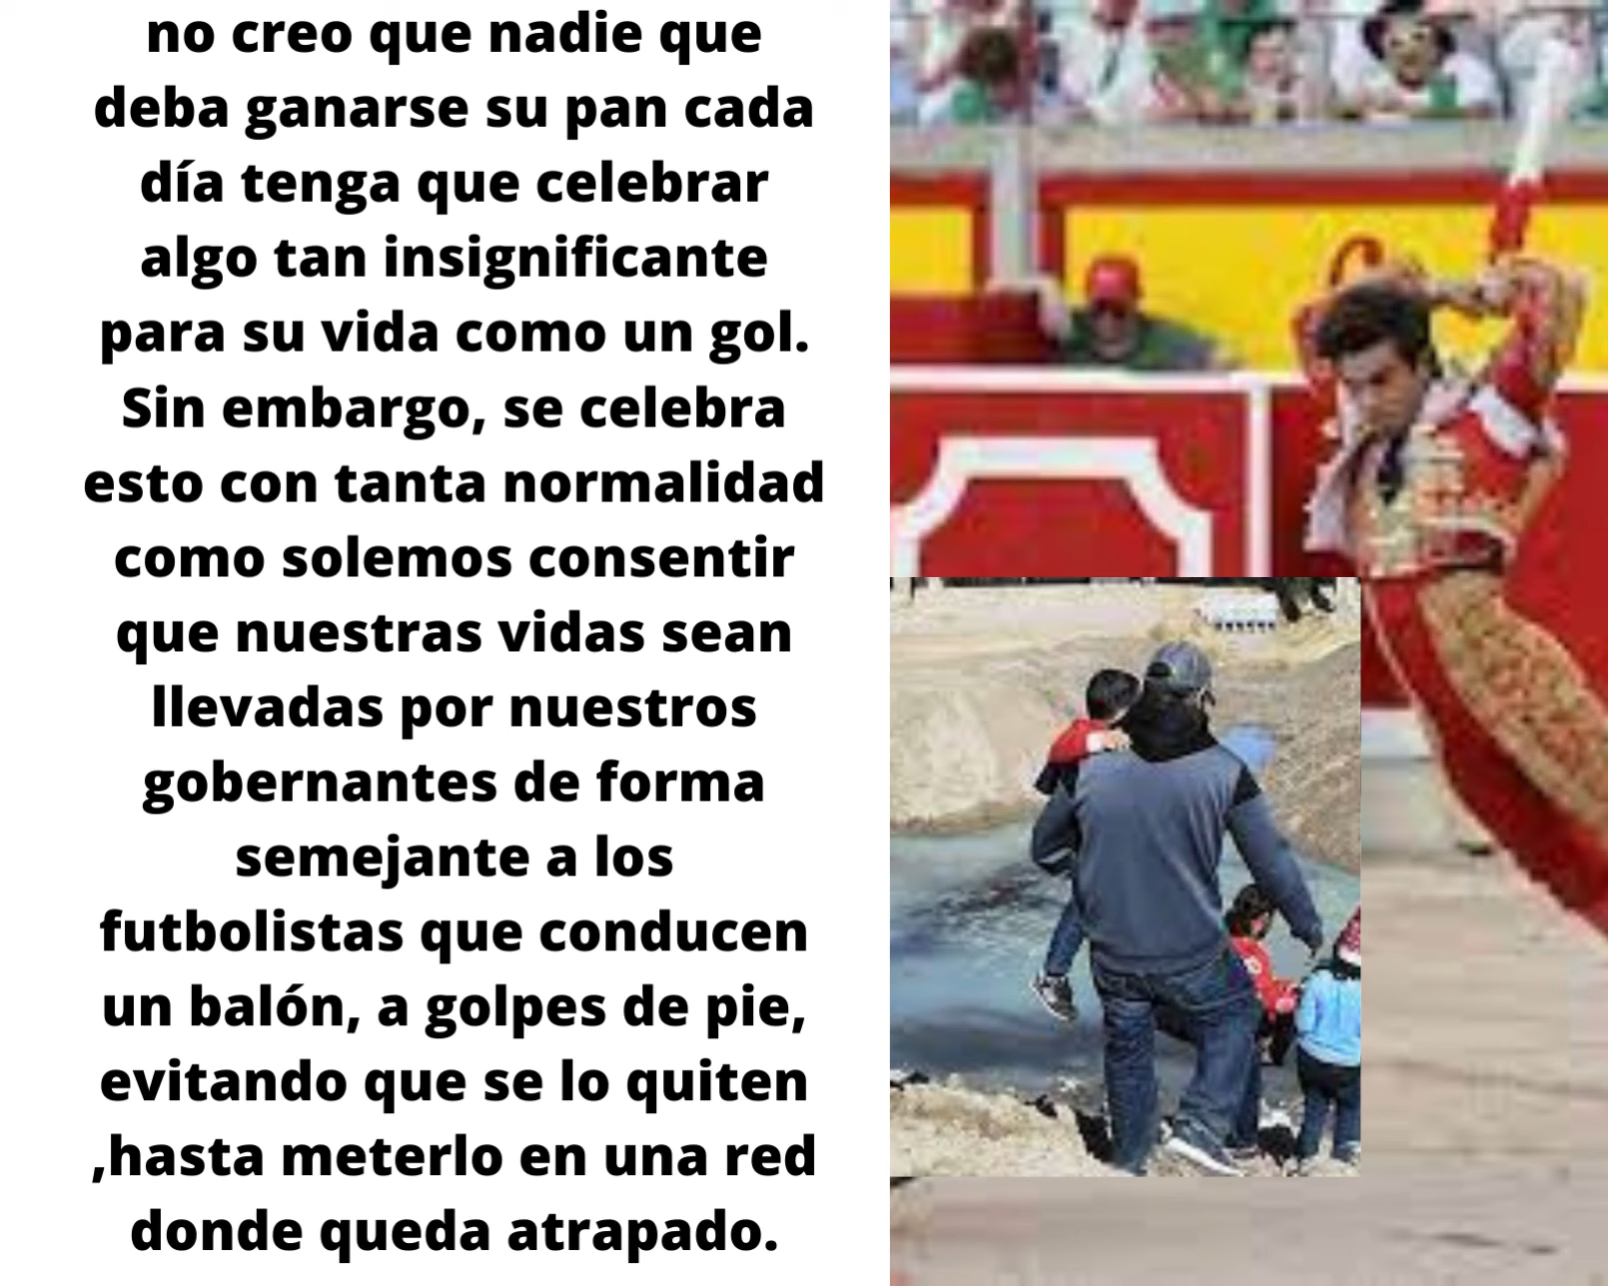 no creo que nadie que
deba ganarse su pan cada
día tenga que celebrar
algo tan insignificante
para su vida como un gol.
Sin embargo, se celebra
esto con tanta normalidad
como solemos consentir
que nuestras vidas sean
llevadas por nuestros
gobernantes de forma
semejante a los
futbolistas que conducen
un balón, a golpes de pie,
evitando que se lo quiten
,hasta meterlo en una red
donde queda atrapado.